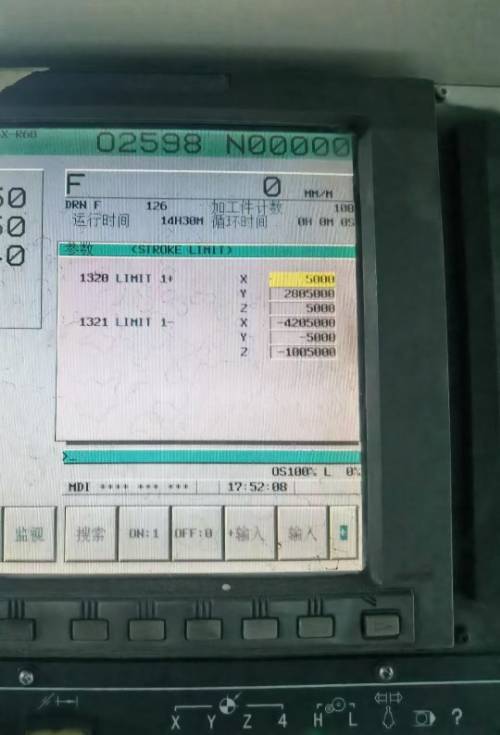 X-R60
O2598 N00000
50
50
40
F 0 MM/M
DRN F 126 加工件计数 100
运行时间 14H30M 循环时间 0H 0M 0S
参数 (STROKE LIMIT)
1320 LIMIT 1+ X 5000
Y 2805000
Z 5000
1321 LIMIT 1- X -4205000
Y -5000
Z -1005000
>_
OS100% L 0%
MDI **** *** *** 17:52:08
监视 搜索 ON:1 OFF:0 +输入 输入 +
X Y Z 4 H L ?